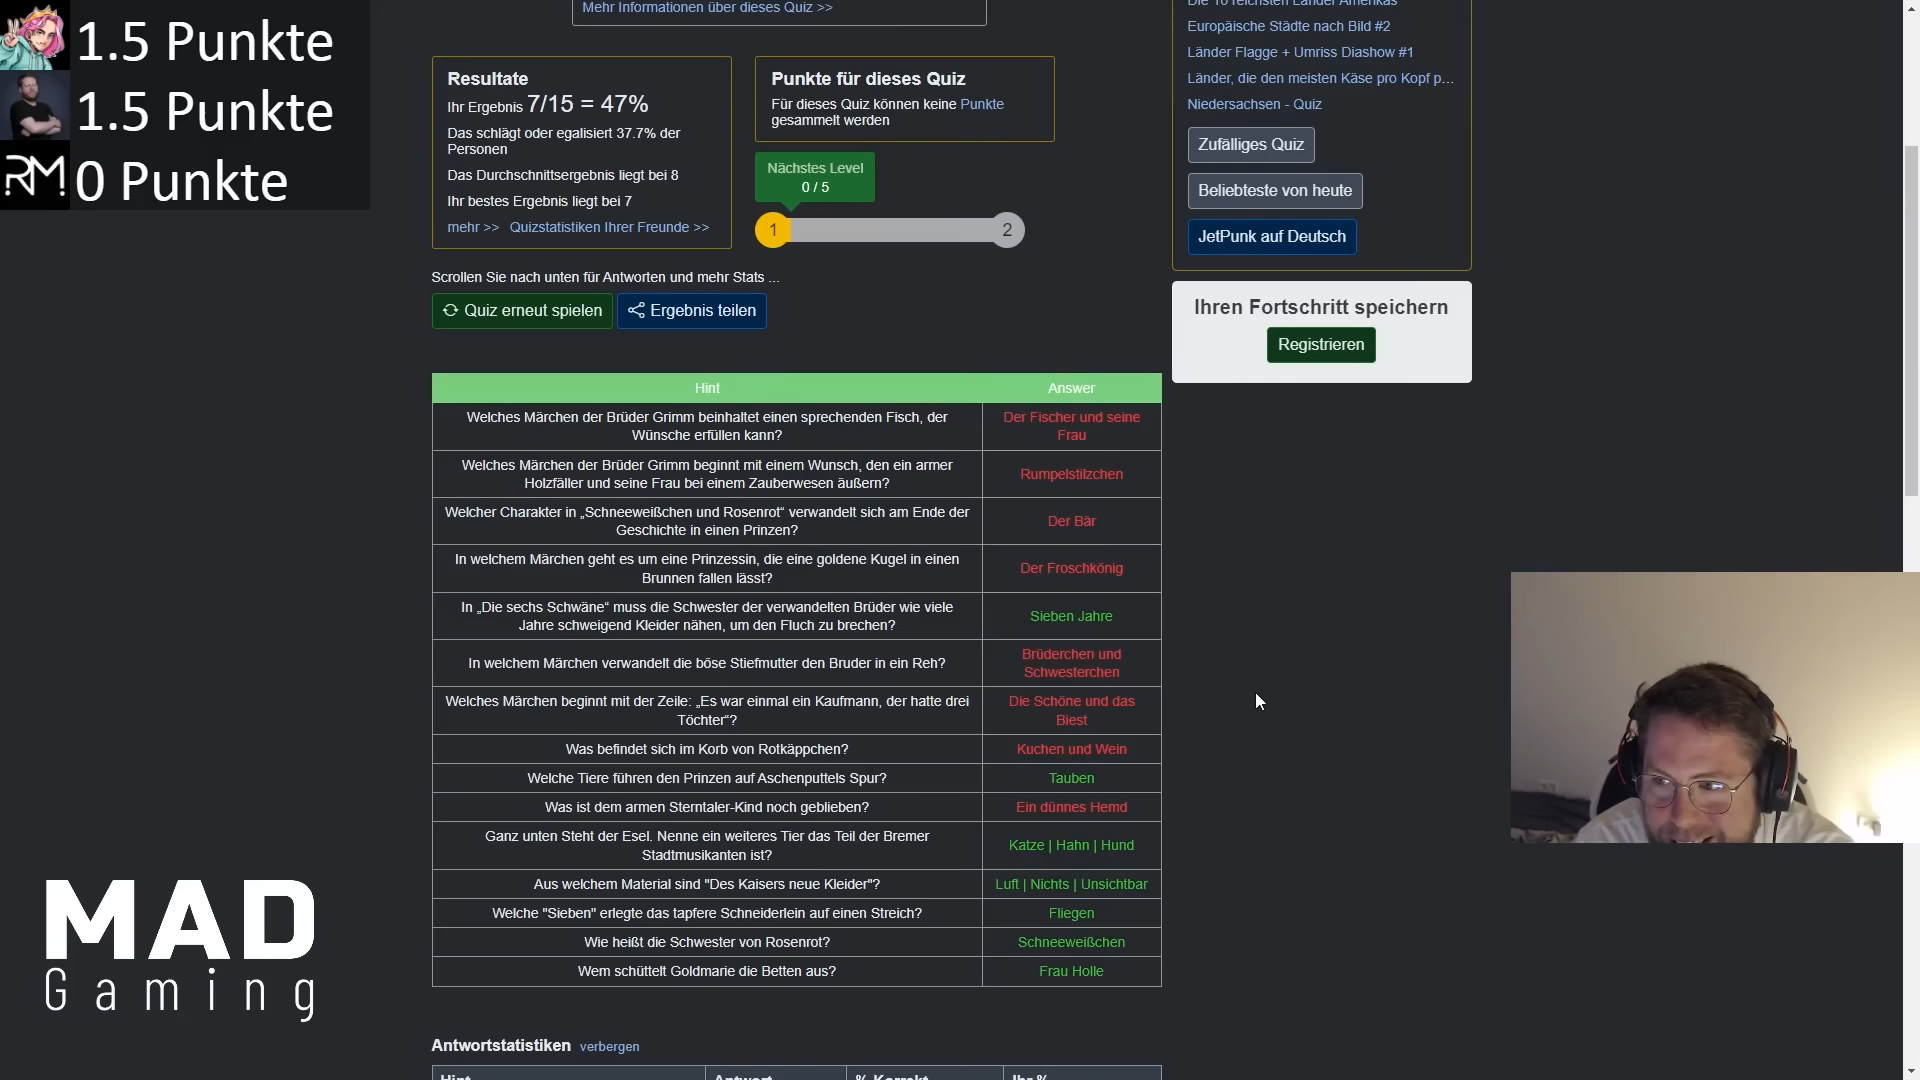 1.5 Punkte
1.5 Punkte
RM 0 Punkte
Mehr Informationen über dieses Quiz >>
Resultate
Ihr Ergebnis 7/15 = 47%
Das schlägt oder egalisiert 37.7% der
Personen
Das Durchschnittsergebnis liegt bei 8
Ihr bestes Ergebnis liegt bei 7
mehr >> Quizstatistiken Ihrer Freunde >>
Punkte für dieses Quiz
Für dieses Quiz können keine Punkte
gesammelt werden
Nächstes Level
0 / 5
1 2
Scrollen Sie nach unten für Antworten und mehr Stats ...
Quiz erneut spielen Ergebnis teilen
Die 10 reichsten Länder Amerikas
Europäische Städte nach Bild #2
Länder Flagge + Umriss Diashow #1
Länder, die den meisten Käse pro Kopf p...
Niedersachsen - Quiz
Zufälliges Quiz
Beliebteste von heute
JetPunk auf Deutsch
Ihren Fortschritt speichern
Registrieren
Hint Answer
Welches Märchen der Brüder Grimm beinhaltet einen sprechenden Fisch, der
Wünsche erfüllen kann?
Der Fischer und seine
Frau
Welches Märchen der Brüder Grimm beginnt mit einem Wunsch, den ein armer
Holzfäller und seine Frau bei einem Zauberwesen äußern?
Rumpelstilzchen
Welcher Charakter in „Schneeweißchen und Rosenrot“ verwandelt sich am Ende der
Geschichte in einen Prinzen?
Der Bär
In welchem Märchen geht es um eine Prinzessin, die eine goldene Kugel in einen
Brunnen fallen lässt?
Der Froschkönig
In „Die sechs Schwäne“ muss die Schwester der verwandelten Brüder wie viele
Jahre schweigend Kleider nähen, um den Fluch zu brechen?
Sieben Jahre
In welchem Märchen verwandelt die böse Stiefmutter den Bruder in ein Reh?
Brüderchen und
Schwesterchen
Welches Märchen beginnt mit der Zeile: „Es war einmal ein Kaufmann, der hatte drei
Töchter“?
Die Schöne und das
Biest
Was befindet sich im Korb von Rotkäppchen? Kuchen und Wein
Welche Tiere führen den Prinzen auf Aschenputtels Spur? Tauben
Was ist dem armen Sterntaler-Kind noch geblieben? Ein dünnes Hemd
Ganz unten Steht der Esel. Nenne ein weiteres Tier das Teil der Bremer
Stadtmusikanten ist?
Katze | Hahn | Hund
Aus welchem Material sind "Des Kaisers neue Kleider"? Luft | Nichts | Unsichtbar
Welche "Sieben" erlegte das tapfere Schneiderlein auf einen Streich? Fliegen
Wie heißt die Schwester von Rosenrot? Schneeweißchen
Wem schüttelt Goldmarie die Betten aus? Frau Holle
Antwortstatistiken verbergen
Hint Antwort % Korrekt Ihr %
MAD
Gaming